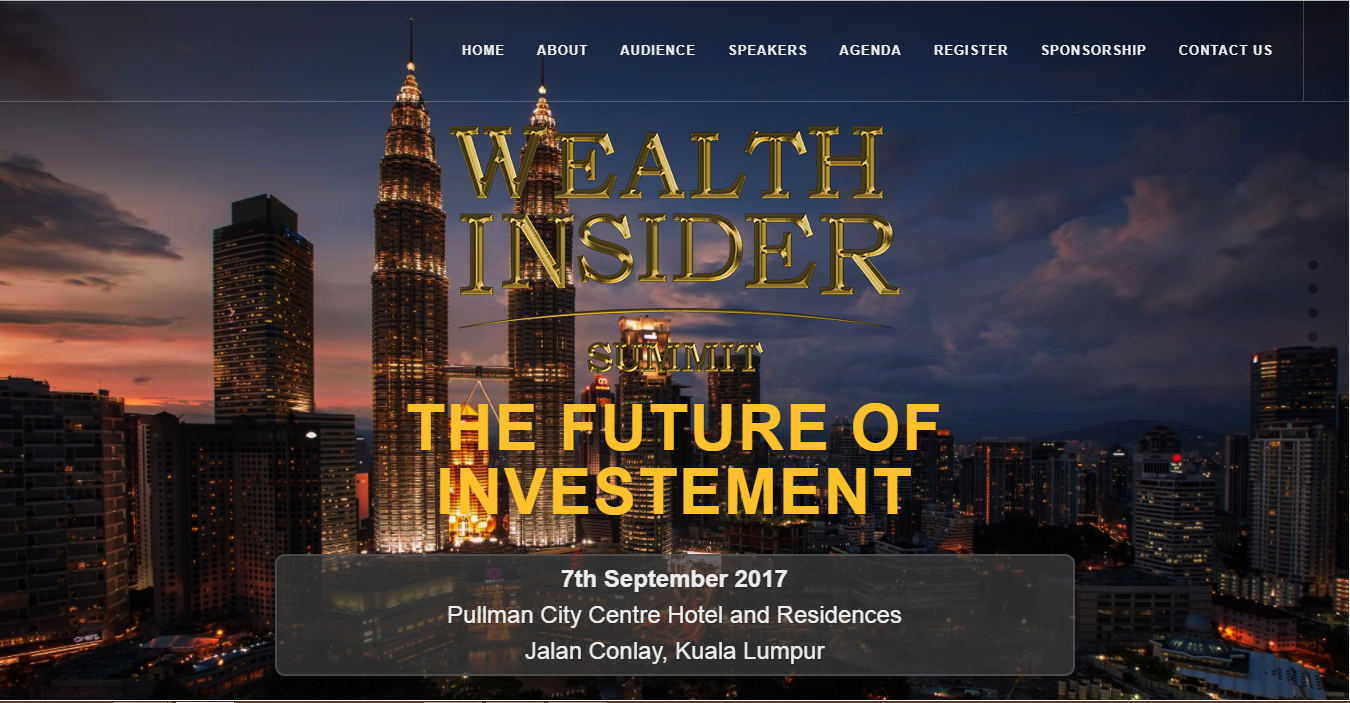 HOME ABOUT AUDIENCE SPEAKERS AGENDA REGISTER SPONSORSHIP CONTACT US
WEALTH
INSIDER
SUMMIT
THE FUTURE OF
INVESTEMENT
7th September 2017
Pullman City Centre Hotel and Residences
Jalan Conlay, Kuala Lumpur